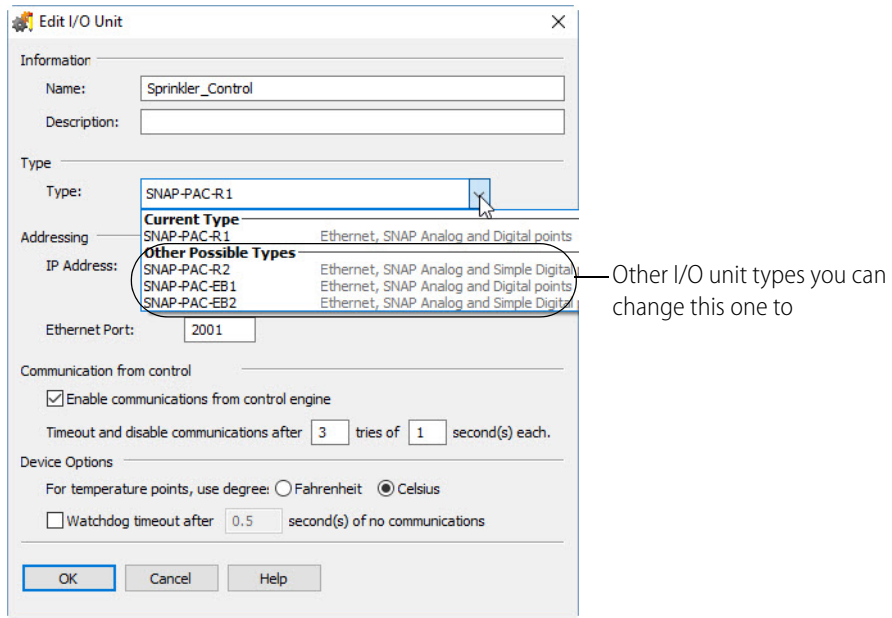 Edit I/O Unit
Information
Name: Sprinkler_Control
Description:
Type
Type: SNAP-PAC-R1
Current Type
SNAP-PAC-R1 Ethernet, SNAP Analog and Digital points
Addressing
Other Possible Types
IP Address: SNAP-PAC-R2 Ethernet, SNAP Analog and Simple Digital
SNAP-PAC-EB1 Ethernet, SNAP Analog and Digital points
SNAP-PAC-EB2 Ethernet, SNAP Analog and Simple Digital
Other I/O unit types you can
change this one to
Ethernet Port: 2001
Communication from control
Enable communications from control engine
Timeout and disable communications after 3 tries of 1 second(s) each.
Device Options
For temperature points, use degree: Fahrenheit Celsius
Watchdog timeout after 0.5 second(s) of no communications
OK Cancel Help